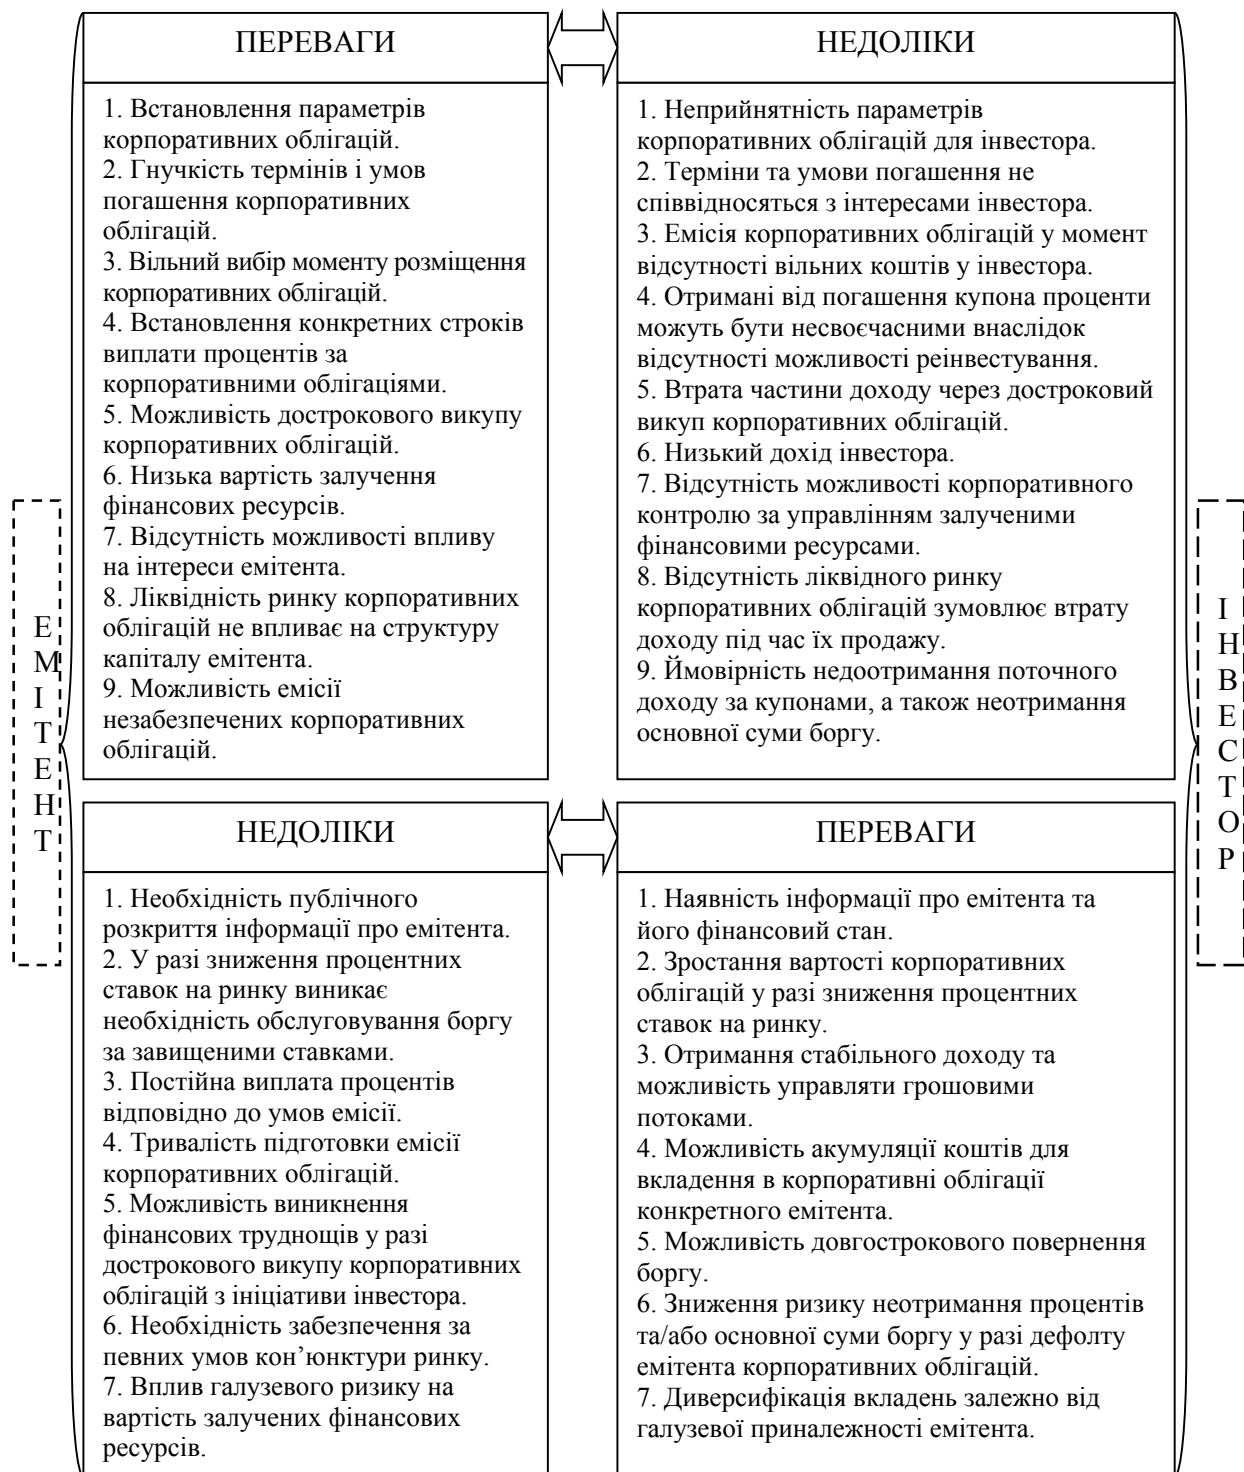 ПЕРЕВАГИ
1. Встановлення параметрів
корпоративних облігацій.
2. Гнучкість термінів і умов
погашення корпоративних
облігацій.
3. Вільний вибір моменту розміщення
корпоративних облігацій.
4. Встановлення конкретних строків
виплати процентів за
корпоративними облігаціями.
5. Можливість дострокового викупу
корпоративних облігацій.
6. Низька вартість залучення
фінансових ресурсів.
7. Відсутність можливості впливу
на інтереси емітента.
8. Ліквідність ринку корпоративних
облігацій не впливає на структуру
капіталу емітента.
9. Можливість емісії
незабезпечених корпоративних
облігацій.
НЕДОЛІКИ
1. Неприйнятність параметрів
корпоративних облігацій для інвестора.
2. Терміни та умови погашення не
співвідносяться з інтересами інвестора.
3. Емісія корпоративних облігацій у момент
відсутності вільних коштів у інвестора.
4. Отримані від погашення купона проценти
можуть бути несвоєчасними внаслідок
відсутності можливості реінвестування.
5. Втрата частини доходу через достроковий
викуп корпоративних облігацій.
6. Низький дохід інвестора.
7. Відсутність можливості корпоративного
контролю за управлінням залученими
фінансовими ресурсами.
8. Відсутність ліквідного ринку
корпоративних облігацій зумовлює втрату
доходу під час їх продажу.
9. Ймовірність недоотримання поточного
доходу за купонами, а також неотримання
основної суми боргу.
ЕМІТЕНТ
ІНВЕСТОР
НЕДОЛІКИ
1. Необхідність публічного
розкриття інформації про емітента.
2. У разі зниження процентних
ставок на ринку виникає
необхідність обслуговування боргу
за завищеними ставками.
3. Постійна виплата процентів
відповідно до умов емісії.
4. Тривалість підготовки емісії
корпоративних облігацій.
5. Можливість виникнення
фінансових труднощів у разі
дострокового викупу корпоративних
облігацій з ініціативи інвестора.
6. Необхідність забезпечення за
певних умов кон’юнктури ринку.
7. Вплив галузевого ризику на
вартість залучених фінансових
ресурсів.
ПЕРЕВАГИ
1. Наявність інформації про емітента та
його фінансовий стан.
2. Зростання вартості корпоративних
облігацій у разі зниження процентних
ставок на ринку.
3. Отримання стабільного доходу та
можливість управляти грошовими
потоками.
4. Можливість акумуляції коштів для
вкладення в корпоративні облігації
конкретного емітента.
5. Можливість довгострокового повернення
боргу.
6. Зниження ризику неотримання процентів
та/або основної суми боргу у разі дефолту
емітента корпоративних облігацій.
7. Диверсифікація вкладень залежно від
галузевої приналежності емітента.